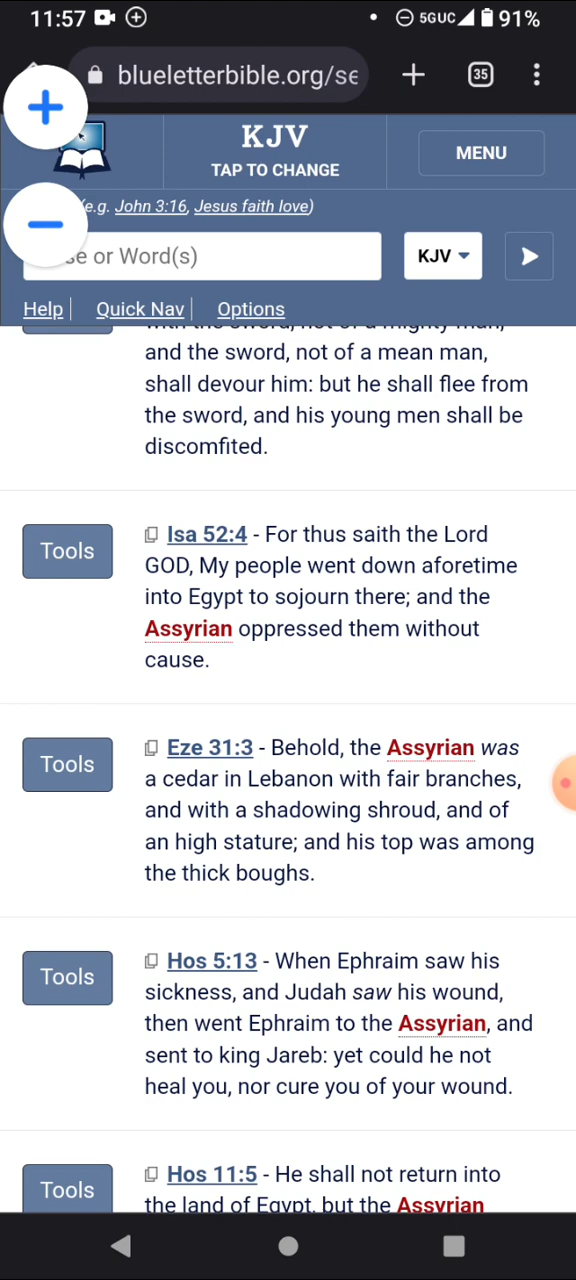 11:57 5GUC 91%
blueletterbible.org/se 35
KJV
TAP TO CHANGE
MENU
(e.g. John 3:16, Jesus faith love)
or Word(s)
KJV
Help Quick Nav Options
with the sword, not of a mighty man,
and the sword, not of a mean man,
shall devour him: but he shall flee from
the sword, and his young men shall be
discomfited.
Tools
Isa 52:4 - For thus saith the Lord
GOD, My people went down aforetime
into Egypt to sojourn there; and the
Assyrian oppressed them without
cause.
Tools
Eze 31:3 - Behold, the Assyrian was
a cedar in Lebanon with fair branches,
and with a shadowing shroud, and of
an high stature; and his top was among
the thick boughs.
Tools
Hos 5:13 - When Ephraim saw his
sickness, and Judah saw his wound,
then went Ephraim to the Assyrian, and
sent to king Jareb: yet could he not
heal you, nor cure you of your wound.
Tools
Hos 11:5 - He shall not return into
the land of Egypt, but the Assyrian